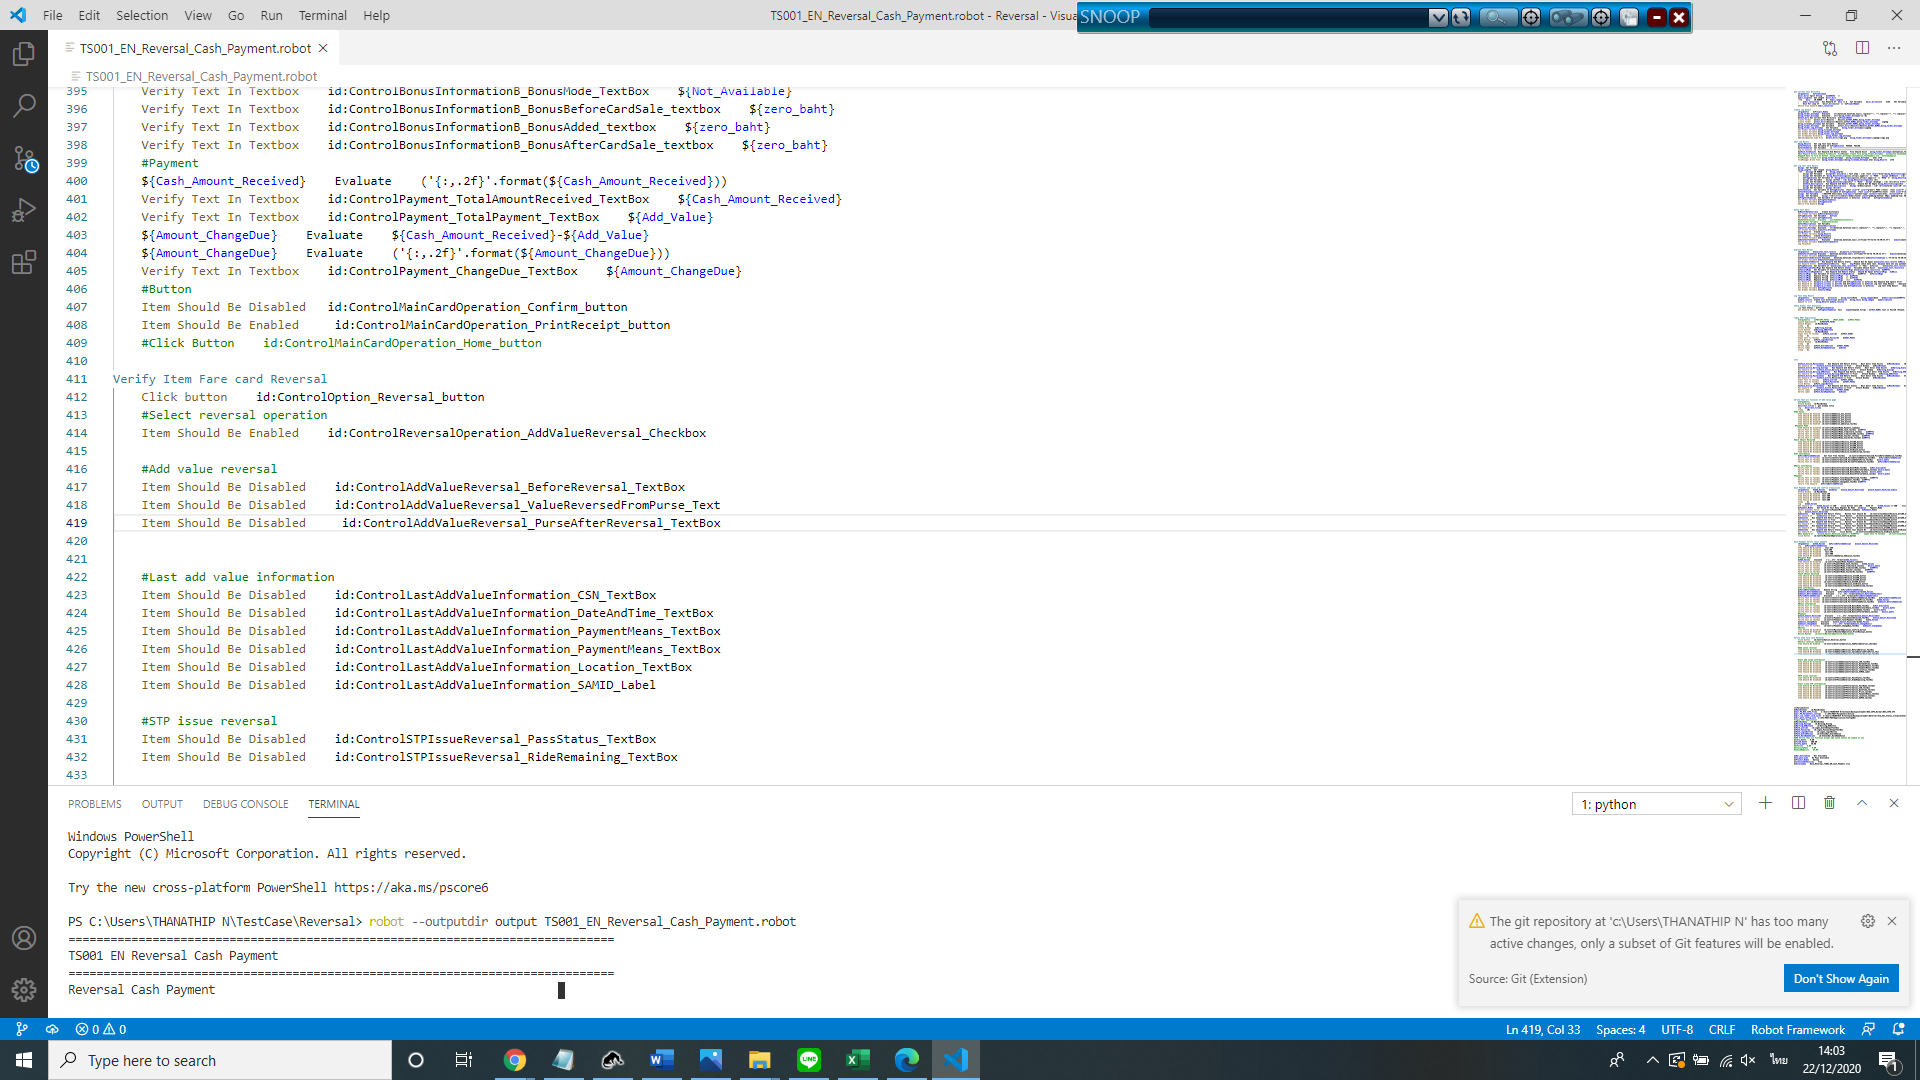 File Edit Selection View Go Run Terminal Help
TS001_EN_Reversal_Cash_Payment.robot - Reversal - Visua
SNOOP
TS001_EN_Reversal_Cash_Payment.robot
TS001_EN_Reversal_Cash_Payment.robot
395 Verify Text In Textbox id:ControlBonusInformationB_BonusMode_TextBox ${Not_Available}
396 Verify Text In Textbox id:ControlBonusInformationB_BonusBeforeCardSale_textbox ${zero_baht}
397 Verify Text In Textbox id:ControlBonusInformationB_BonusAdded_textbox ${zero_baht}
398 Verify Text In Textbox id:ControlBonusInformationB_BonusAfterCardSale_textbox ${zero_baht}
399 #Payment
400 ${Cash_Amount_Received} Evaluate ('{:,.2f}'.format(${Cash_Amount_Received}))
401 Verify Text In Textbox id:ControlPayment_TotalAmountReceived_TextBox ${Cash_Amount_Received}
402 Verify Text In Textbox id:ControlPayment_TotalPayment_TextBox ${Add_Value}
403 ${Amount_ChangeDue} Evaluate ${Cash_Amount_Received}-${Add_Value}
404 ${Amount_ChangeDue} Evaluate ('{:,.2f}'.format(${Amount_ChangeDue}))
405 Verify Text In Textbox id:ControlPayment_ChangeDue_TextBox ${Amount_ChangeDue}
406 #Button
407 Item Should Be Disabled id:ControlMainCardOperation_Confirm_button
408 Item Should Be Enabled id:ControlMainCardOperation_PrintReceipt_button
409 #Click Button id:ControlMainCardOperation_Home_button
410
411 Verify Item Fare card Reversal
412 Click button id:ControlOption_Reversal_button
413 #Select reversal operation
414 Item Should Be Enabled id:ControlReversalOperation_AddValueReversal_Checkbox
415
416 #Add value reversal
417 Item Should Be Disabled id:ControlAddValueReversal_BeforeReversal_TextBox
418 Item Should Be Disabled id:ControlAddValueReversal_ValueReversedFromPurse_Text
419 Item Should Be Disabled id:ControlAddValueReversal_PurseAfterReversal_TextBox
420
421
422 #Last add value information
423 Item Should Be Disabled id:ControlLastAddValueInformation_CSN_TextBox
424 Item Should Be Disabled id:ControlLastAddValueInformation_DateAndTime_TextBox
425 Item Should Be Disabled id:ControlLastAddValueInformation_PaymentMeans_TextBox
426 Item Should Be Disabled id:ControlLastAddValueInformation_PaymentMeans_TextBox
427 Item Should Be Disabled id:ControlLastAddValueInformation_Location_TextBox
428 Item Should Be Disabled id:ControlLastAddValueInformation_SAMID_Label
429
430 #STP issue reversal
431 Item Should Be Disabled id:ControlSTPIssueReversal_PassStatus_TextBox
432 Item Should Be Disabled id:ControlSTPIssueReversal_RideRemaining_TextBox
433
PROBLEMS OUTPUT DEBUG CONSOLE TERMINAL
1: python
Windows PowerShell
Copyright (C) Microsoft Corporation. All rights reserved.
Try the new cross-platform PowerShell https://aka.ms/pscore6
PS C:\Users\THANATHIP N\TestCase\Reversal> robot --outputdir output TS001_EN_Reversal_Cash_Payment.robot
==============================================================================
TS001 EN Reversal Cash Payment
==============================================================================
Reversal Cash Payment
The git repository at 'c:\Users\THANATHIP N' has too many
active changes, only a subset of Git features will be enabled.
Source: Git (Extension)
Don't Show Again
0 0
Ln 419, Col 33 Spaces: 4 UTF-8 CRLF Robot Framework
Type here to search
ไทย
14:03
22/12/2020
1